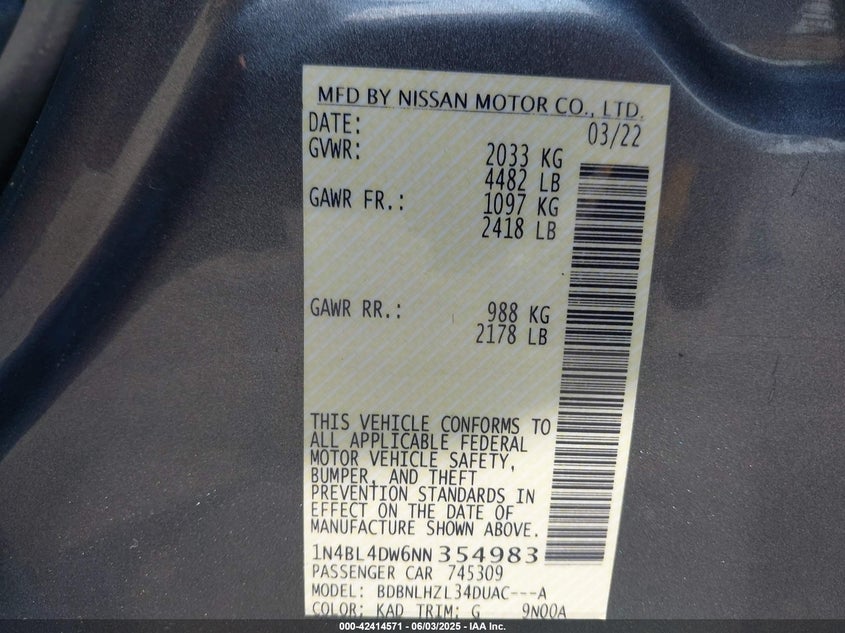 MFD BY NISSAN MOTOR CO., LTD.
DATE: 03/22
GVWR: 2033 KG
4482 LB
GAWR FR.: 1097 KG
2418 LB
GAWR RR.: 988 KG
2178 LB
THIS VEHICLE CONFORMS TO
ALL APPLICABLE FEDERAL
MOTOR VEHICLE SAFETY,
BUMPER, AND THEFT
PREVENTION STANDARDS IN
EFFECT ON THE DATE OF
MANUFACTURE SHOWN ABOVE.
1N4BL4DW6NN354983
PASSENGER CAR 745309
MODEL: BDBNLHZL34DUAC---A
COLOR: KAD TRIM: G 9N00A
000-42414571 - 06/03/2025 - IAA Inc.